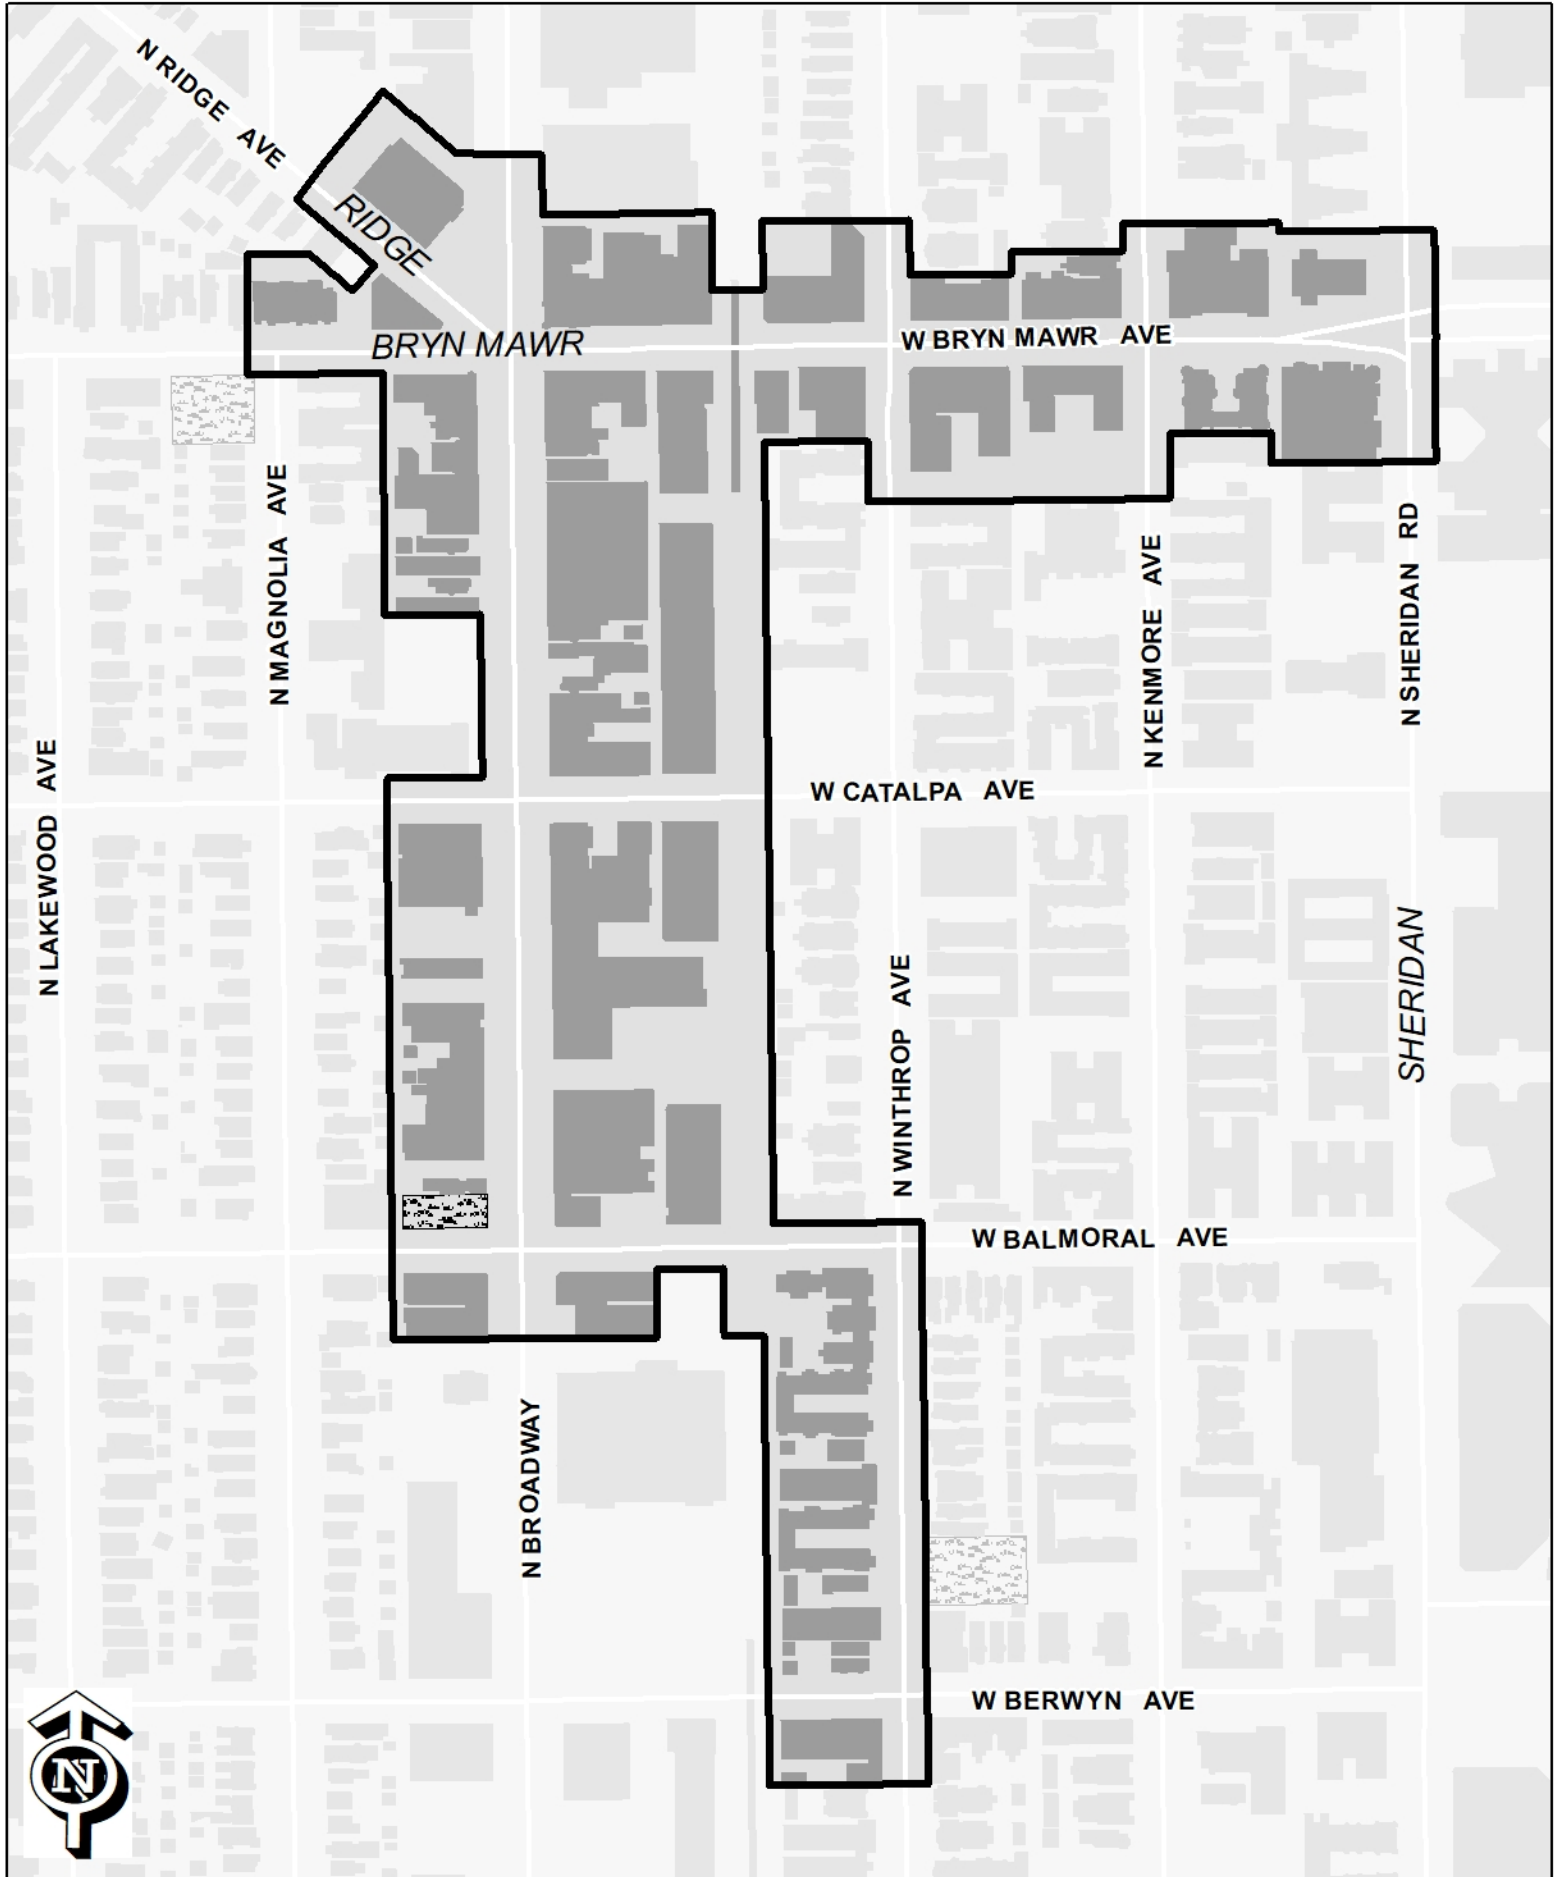 N RIDGE AVE
RIDGE
BRYN MAWR
W BRYN MAWR AVE
N MAGNOLIA AVE
N KENMORE AVE
N SHERIDAN RD
N LAKEWOOD AVE
W CATALPA AVE
SHERIDAN
N WINTHROP AVE
W BALMORAL AVE
N BROADWAY
W BERWYN AVE
N